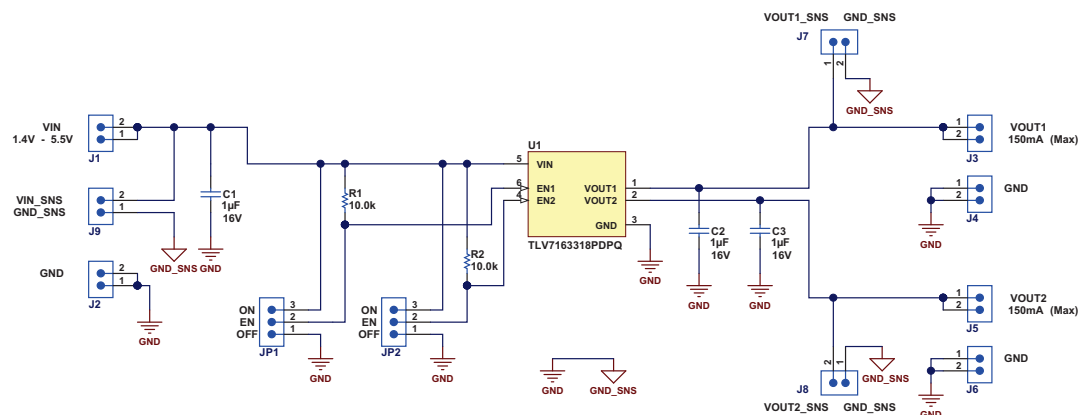 VOUT1_SNS GND_SNS
J7
1
2
GND_SNS
VIN
1.4V - 5.5V
2
1
J1
VOUT1
150mA (Max)
1
2
J3
U1
5
VIN
6
EN1
4
EN2
VOUT1
1
VOUT2
2
GND
3
TLV7163318PDPQ
GND
R1
10.0k
R2
10.0k
C1
1µF
16V
GND
VIN_SNS
GND_SNS
2
1
J9
GND_SNS
GND
2
1
J2
GND
C2
1µF
16V
GND
C3
1µF
16V
GND
GND
1
2
J4
GND
ON
EN
OFF
3
2
1
JP1
GND
ON
EN
OFF
3
2
1
JP2
GND
GND
GND_SNS
VOUT2
150mA (Max)
1
2
J5
2
1
GND_SNS
J8
VOUT2_SNS GND_SNS
GND
1
2
J6
GND